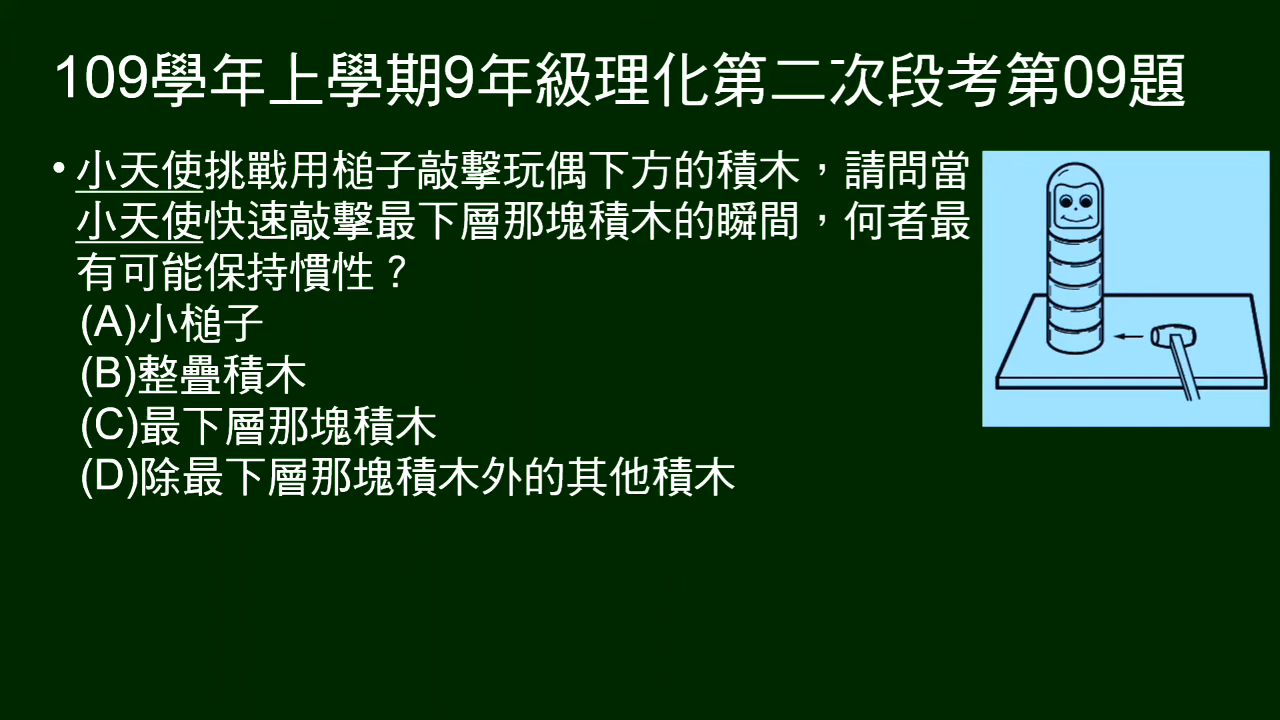 109學年上學期9年級理化第二次段考第09題
• 小天使挑戰用槌子敲擊玩偶下方的積木，請問當
小天使快速敲擊最下層那塊積木的瞬間，何者最
有可能保持慣性？
(A)小槌子
(B)整疊積木
(C)最下層那塊積木
(D)除最下層那塊積木外的其他積木